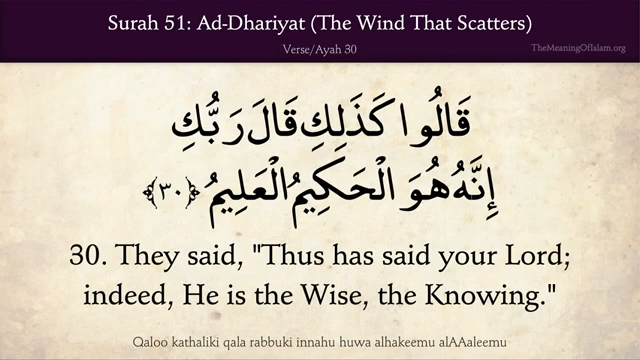 Surah 51: Ad-Dhariyat (The Wind That Scatters)
Verse/Ayah 30
TheMeaningOfIslam.org
قَالُوا كَذَٰلِكِ قَالَ رَبُّكِ
إِنَّهُ هُوَ الْحَكِيمُ الْعَلِيمُ ﴿٣٠﴾
30. They said, "Thus has said your Lord;
indeed, He is the Wise, the Knowing."
Qaloo kathaliki qala rabbuki innahu huwa alhakeemu alAAaleemu